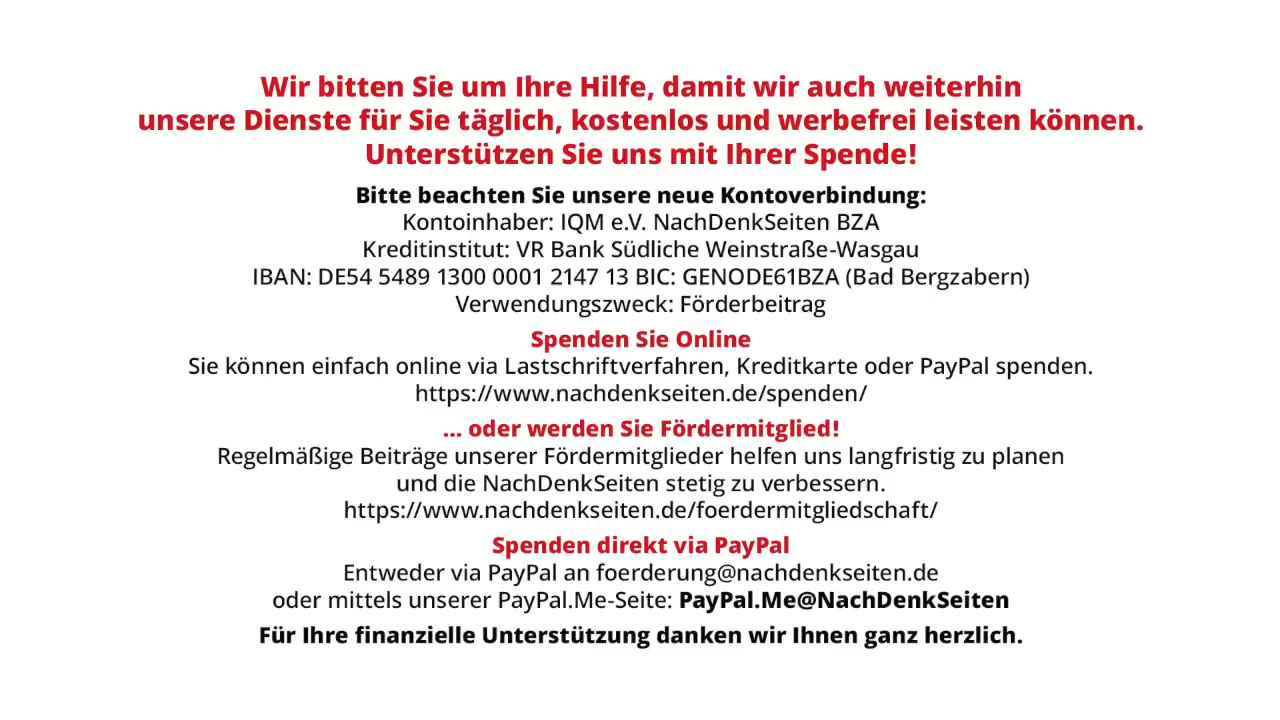 Wir bitten Sie um Ihre Hilfe, damit wir auch weiterhin
unsere Dienste für Sie täglich, kostenlos und werbefrei leisten können.
Unterstützen Sie uns mit Ihrer Spende!
Bitte beachten Sie unsere neue Kontoverbindung:
Kontoinhaber: IQM e.V. NachDenkSeiten BZA
Kreditinstitut: VR Bank Südliche Weinstraße-Wasgau
IBAN: DE54 5489 1300 0001 2147 13 BIC: GENODE61BZA (Bad Bergzabern)
Verwendungszweck: Förderbeitrag
Spenden Sie Online
Sie können einfach online via Lastschriftverfahren, Kreditkarte oder PayPal spenden.
https://www.nachdenkseiten.de/spenden/
... oder werden Sie Fördermitglied!
Regelmäßige Beiträge unserer Fördermitglieder helfen uns langfristig zu planen
und die NachDenkSeiten stetig zu verbessern.
https://www.nachdenkseiten.de/foerdermitgliedschaft/
Spenden direkt via PayPal
Entweder via PayPal an foerderung@nachdenkseiten.de
oder mittels unserer PayPal.Me-Seite: PayPal.Me@NachDenkSeiten
Für Ihre finanzielle Unterstützung danken wir Ihnen ganz herzlich.